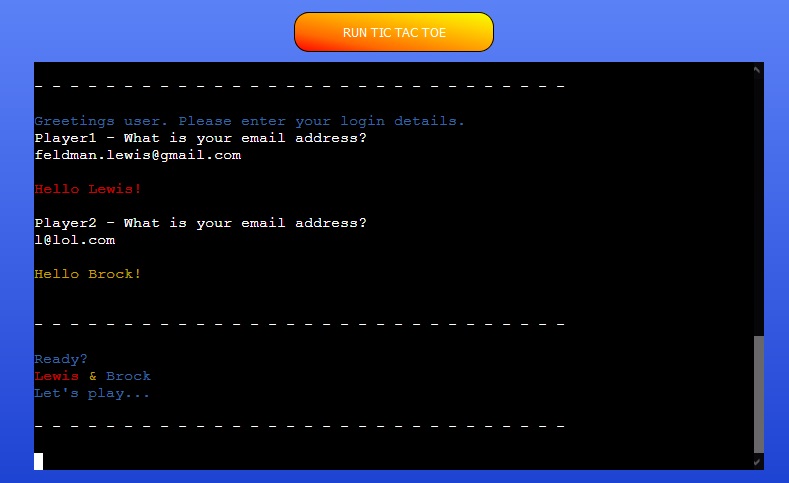 RUN TIC TAC TOE
- - - - - - - - - - - - - - - - - - - - - - - - - - - - - -
Greetings user. Please enter your login details.
Player1 - What is your email address?
feldman.lewis@gmail.com
Hello Lewis!
Player2 - What is your email address?
l@lol.com
Hello Brock!
- - - - - - - - - - - - - - - - - - - - - - - - - - - - - -
Ready?
Lewis & Brock
Let's play...
- - - - - - - - - - - - - - - - - - - - - - - - - - - - - -